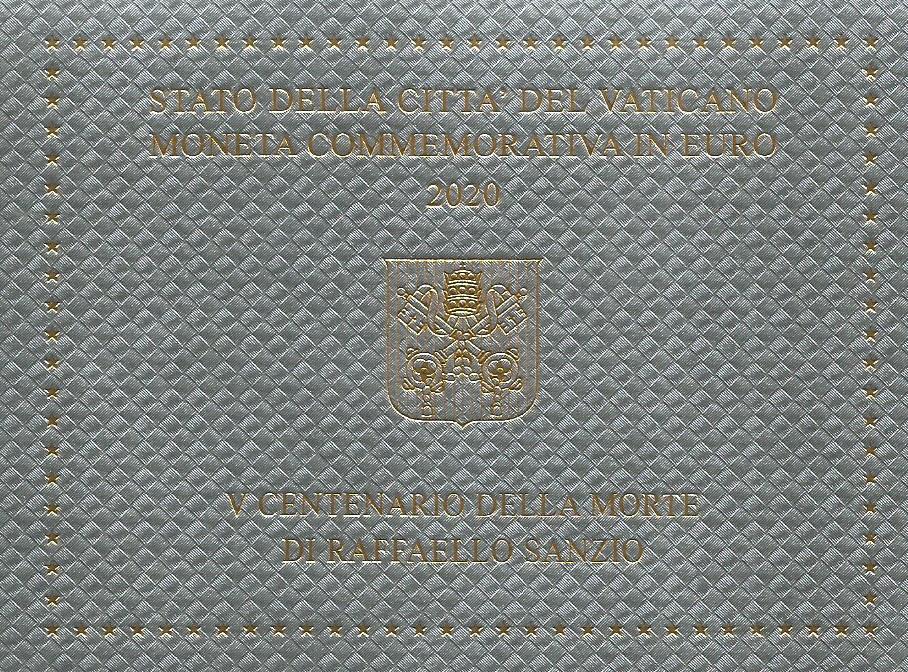 STATO DELLA CITTA' DEL VATICANO
MONETA COMMEMORATIVA IN EURO
2020
V CENTENARIO DELLA MORTE
DI RAFFAELLO SANZIO